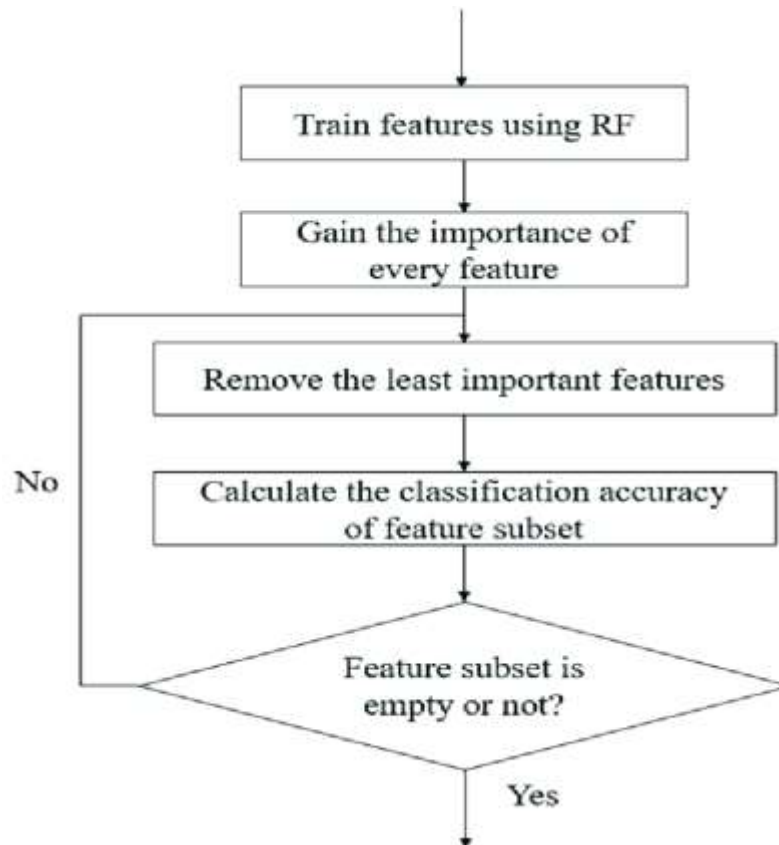 Train features using RF
Gain the importance of
every feature
Remove the least important features
No
Calculate the classification accuracy
of feature subset
Feature subset is
empty or not?
Yes